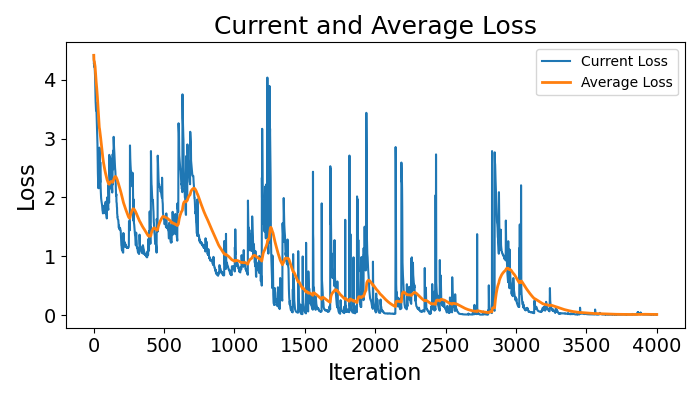 Current and Average Loss
Current Loss
Average Loss
Loss
4
3
2
1
0
0 500 1000 1500 2000 2500 3000 3500 4000
Iteration